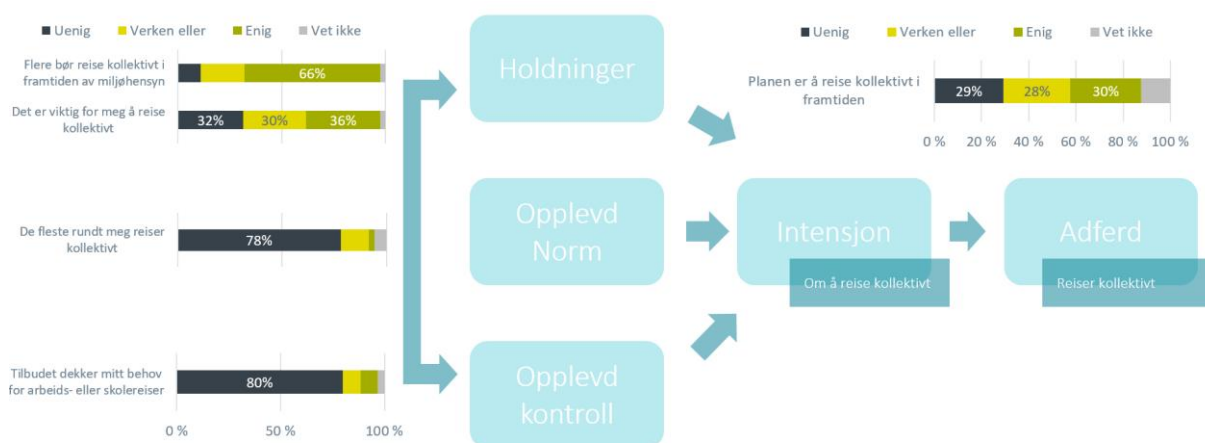 Uenig Verken eller Enig Vet ikke
Flere bør reise kollektivt i
framtiden av miljøhensyn
66%
Det er viktig for meg å reise
kollektivt
32% 30% 36%
De fleste rundt meg reiser
kollektivt
78%
Tilbudet dekker mitt behov
for arbeids- eller skolereiser
80%
0 % 50 % 100 %
Holdninger
Opplevd
Norm
Opplevd
kontroll
Uenig Verken eller Enig Vet ikke
Planen er å reise kollektivt i
framtiden
29% 28% 30%
0 % 20 % 40 % 60 % 80 % 100 %
Intensjon
Om å reise kollektivt
Adferd
Reiser kollektivt